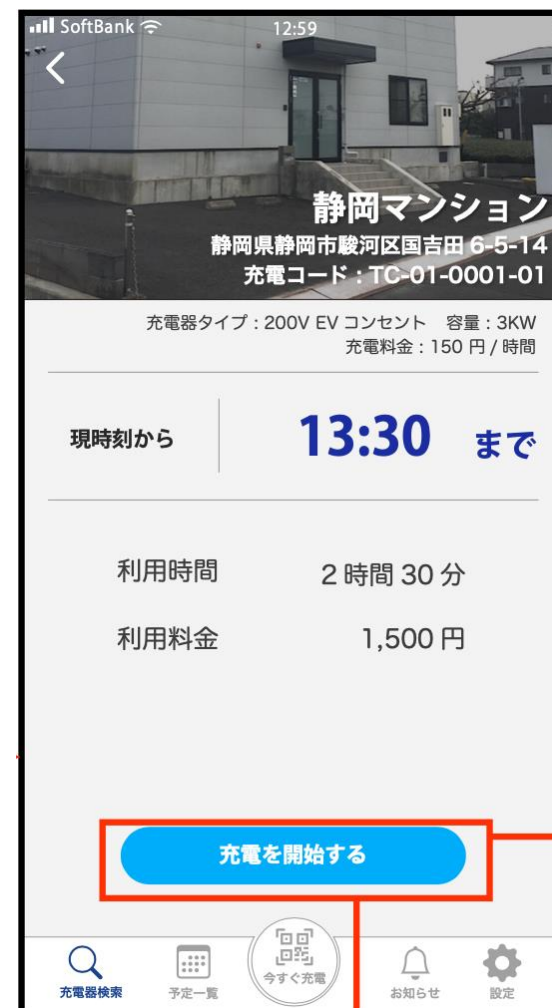 SoftBank 12:59
静岡マンション
静岡県静岡市駿河区国吉田 6-5-14
充電コード：TC-01-0001-01
充電器タイプ：200V EV コンセント 容量：3KW
充電料金：150 円 / 時間
現時刻から 13:30 まで
利用時間 2 時間 30 分
利用料金 1,500 円
充電を開始する
充電器検索 予定一覧 今すぐ充電 お知らせ 設定